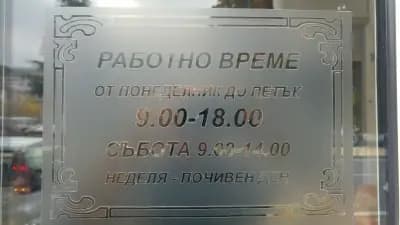 РАБОТНО ВРЕМЕ
ОТ ПОНЕДЕЛНИК ДО ПЕТЪК
9.00-18.00
СЪБОТА 9.00-14.00
НЕДЕЛЯ - ПОЧИВЕН ДЕН